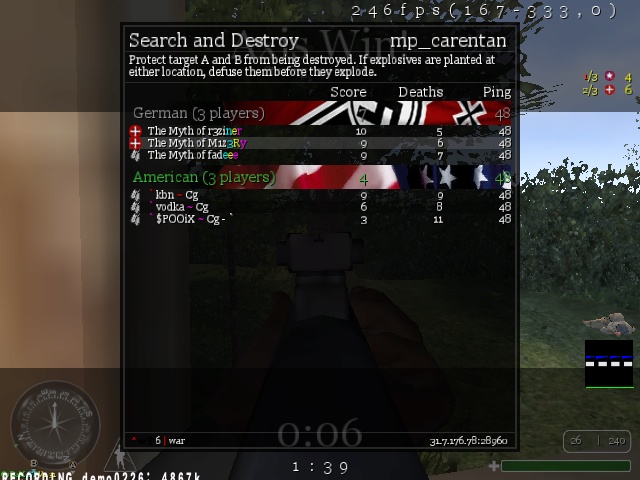 246fps(167-333,0)
Axis Win
Search and Destroy mp_carentan
Protect target A and B from being destroyed. If explosives are planted at
either location, defuse them before they explode.
1/3 4
2/3 6
Score Deaths Ping
German (3 players) 48
The Myth of r3ziner 10 5 48
The Myth of M1z3Ry 9 6 48
The Myth of fadeee 9 7 48
American (3 players) 4 48
' kbn ~ Cg 9 9 48
' vodka ~ Cg 6 8 48
' $POOiX ~ Cg - ` 3 11 48
0:06
6 | war 31.7.176.78:28960
26 | 240
1:39
RECORDING demo0226: 4867k